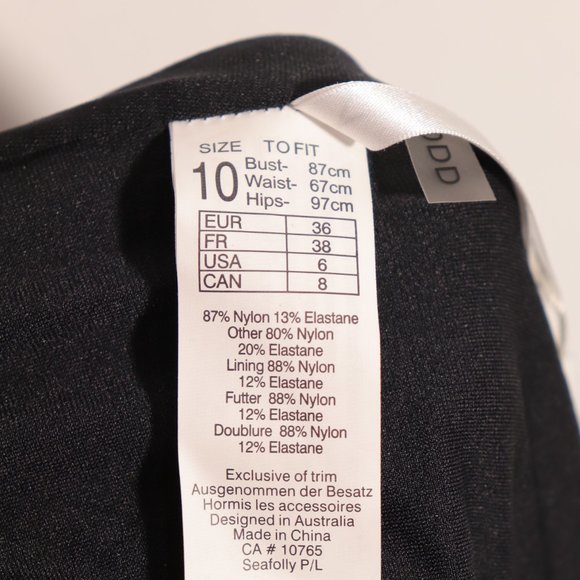 SIZE TO FIT
10 Bust- 87cm
Waist- 67cm
Hips- 97cm
EUR 36
FR 38
USA 6
CAN 8
87% Nylon 13% Elastane
Other 80% Nylon
20% Elastane
Lining 88% Nylon
12% Elastane
Futter 88% Nylon
12% Elastane
Doublure 88% Nylon
12% Elastane
Exclusive of trim
Ausgenommen der Besatz
Hormis les accessoires
Designed in Australia
Made in China
CA # 10765
Seafolly P/L